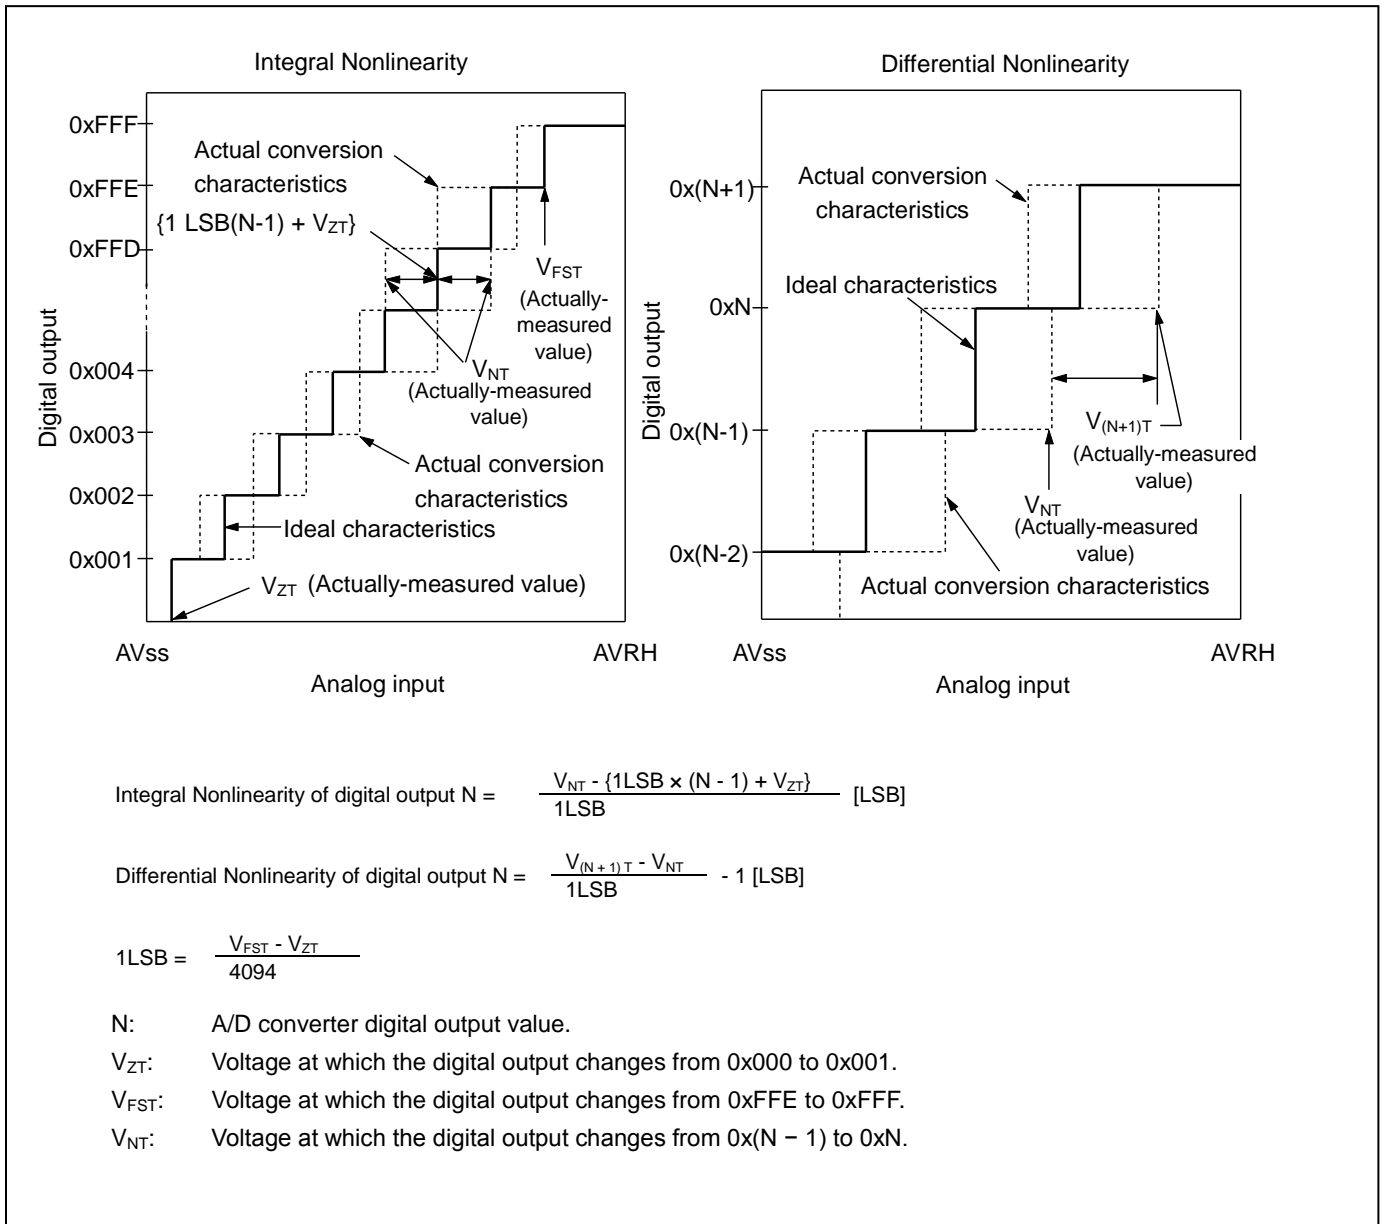 Integral Nonlinearity
0xFFF
0xFFE
0xFFD
0x004
0x003
0x002
0x001
Digital output
Actual conversion
characteristics
{1 LSB(N-1) + VZT}
VFST
(Actually-
measured
value)
VNT
(Actually-measured
value)
Actual conversion
characteristics
Ideal characteristics
VZT (Actually-measured value)
AVss
AVRH
Analog input
Differential Nonlinearity
0x(N+1)
0xN
0x(N-1)
0x(N-2)
Digital output
Actual conversion
characteristics
Ideal characteristics
V(N+1)T
(Actually-measured
value)
VNT
(Actually-measured
value)
Actual conversion characteristics
AVss
AVRH
Analog input
Integral Nonlinearity of digital output N = VNT - {1LSB × (N - 1) + VZT} / 1LSB [LSB]
Differential Nonlinearity of digital output N = V(N + 1) T - VNT / 1LSB - 1 [LSB]
1LSB = VFST - VZT / 4094
N: A/D converter digital output value.
VZT: Voltage at which the digital output changes from 0x000 to 0x001.
VFST: Voltage at which the digital output changes from 0xFFE to 0xFFF.
VNT: Voltage at which the digital output changes from 0x(N − 1) to 0xN.